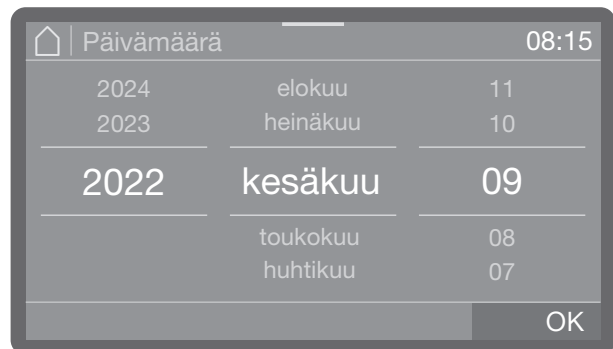 Päivämäärä 08:15
2024 elokuu 11
2023 heinäkuu 10
2022 kesäkuu 09
toukokuu 08
huhtikuu 07
OK